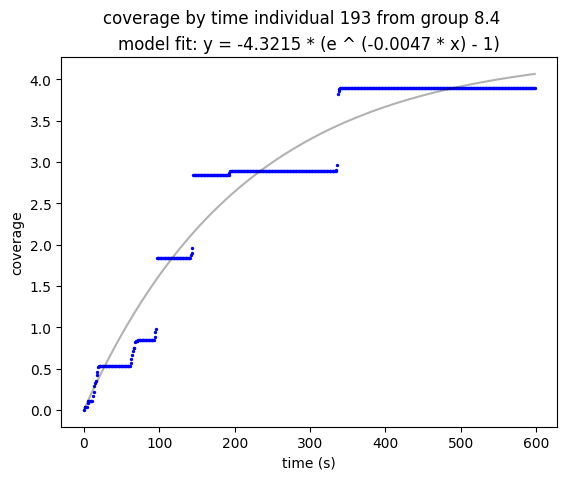 coverage by time individual 193 from group 8.4
model fit: y = -4.3215 * (e ^ (-0.0047 * x) - 1)
4.0
3.5
3.0
2.5
2.0
1.5
1.0
0.5
0.0
coverage
0 100 200 300 400 500 600
time (s)